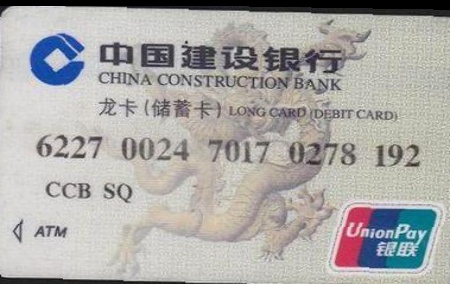 中国建设银行
CHINA CONSTRUCTION BANK
龙卡(储蓄卡) LONG CARD (DEBIT CARD)
6227 0024 7017 0278 192
CCB SQ
ATM
UnionPay
银联